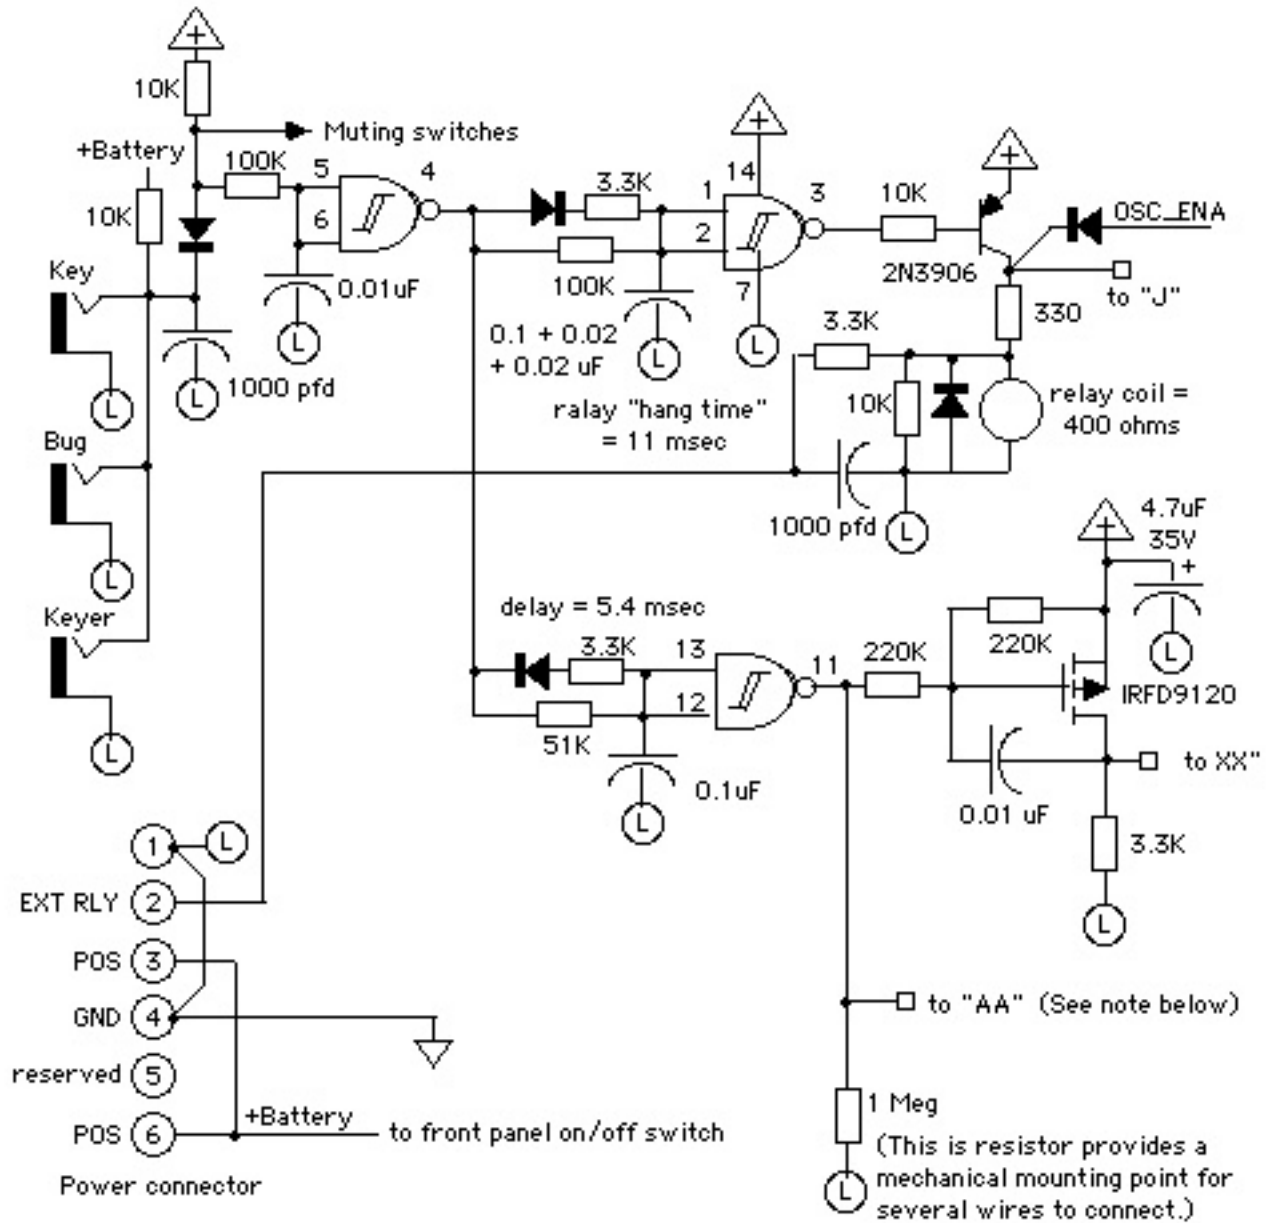 +
10K
Muting switches
+Battery
100K
5
4
6
10K
0.01uF
L
Key
L
1000 pfd
L
Bug
L
Keyer
L
3.3K
100K
0.1 + 0.02
+ 0.02 uF
L
ralay "hang time"
= 11 msec
+
14
1
2
3
7
L
10K
+
2N3906
OSC_ENA
to "J"
330
3.3K
10K
relay coil =
400 ohms
1000 pfd
L
delay = 5.4 msec
3.3K
13
12
51K
0.1uF
L
11
220K
+
4.7uF
35V
+
L
220K
IRFD9120
to XX"
0.01 uF
3.3K
L
1
L
EXT RLY 2
POS 3
GND 4
reserved 5
POS 6
+Battery
to front panel on/off switch
Power connector
to "AA" (See note below)
1 Meg
(This is resistor provides a
mechanical mounting point for
several wires to connect.)
L